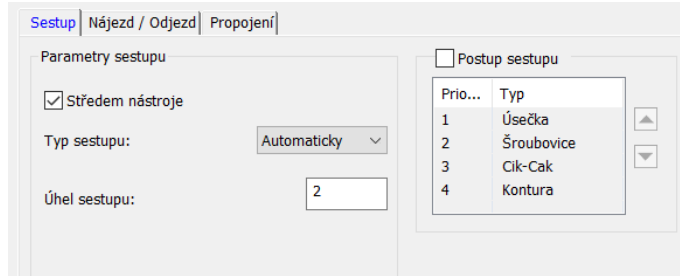 Sestup Nájezd / Odjezd Propojení
Parametry sestupu
Středem nástroje
Typ sestupu: Automaticky
Úhel sestupu: 2
Postup sestupu
Prio... Typ
1 Úsečka
2 Šroubovice
3 Cik-Cak
4 Kontura